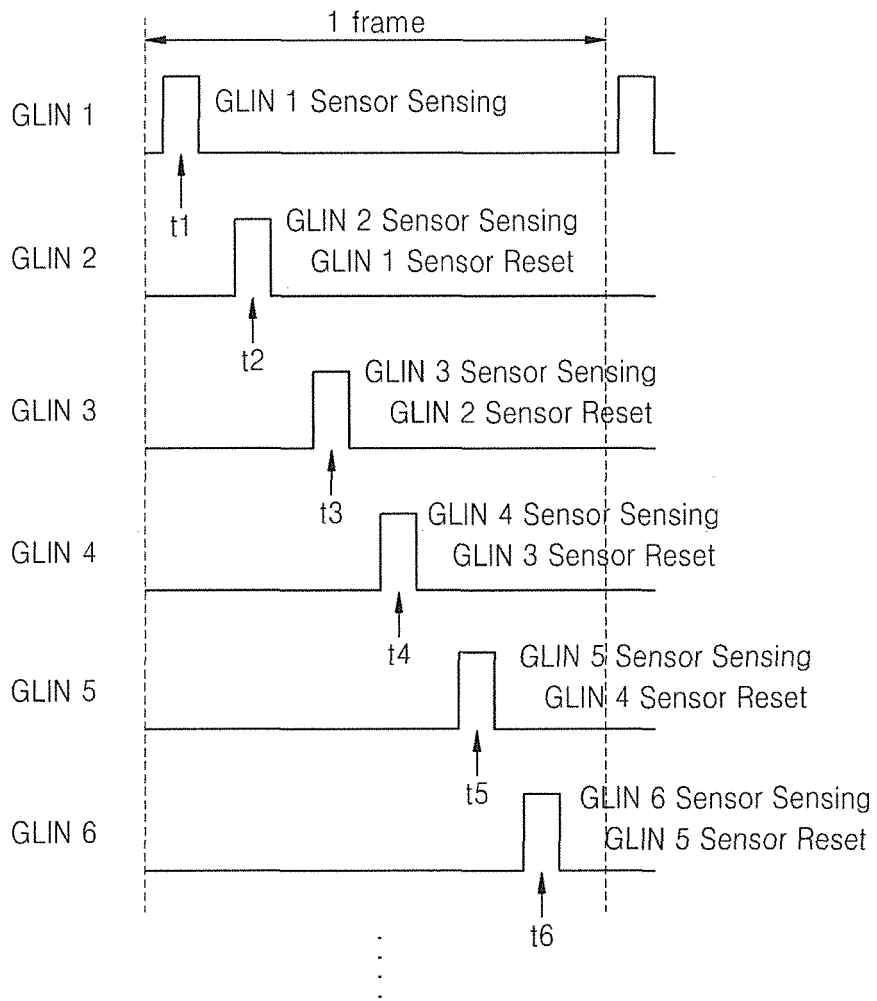 1 frame
GLIN 1
GLIN 1 Sensor Sensing
t1
GLIN 2
GLIN 2 Sensor Sensing
GLIN 1 Sensor Reset
t2
GLIN 3
GLIN 3 Sensor Sensing
GLIN 2 Sensor Reset
t3
GLIN 4
GLIN 4 Sensor Sensing
GLIN 3 Sensor Reset
t4
GLIN 5
GLIN 5 Sensor Sensing
GLIN 4 Sensor Reset
t5
GLIN 6
GLIN 6 Sensor Sensing
GLIN 5 Sensor Reset
t6